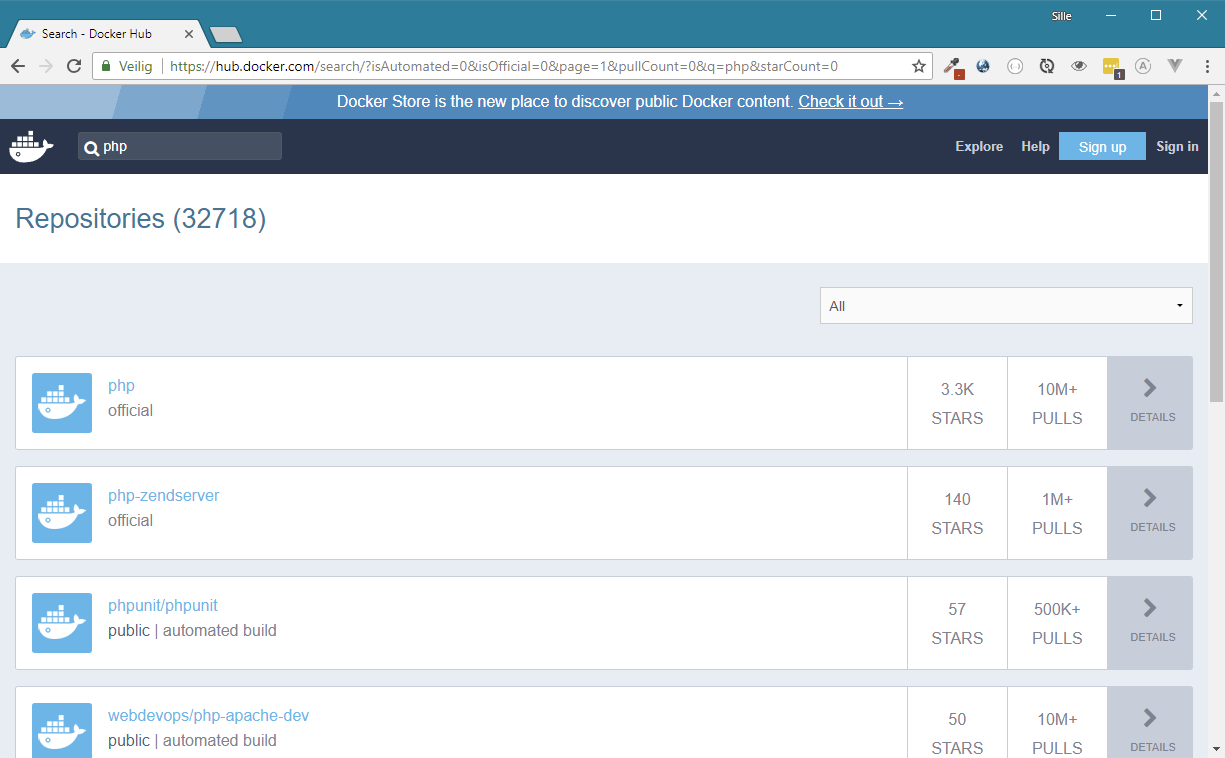 Sille
Search - Docker Hub
Veilig https://hub.docker.com/search/?isAutomated=0&isOfficial=0&page=1&pullCount=0&q=php&starCount=0
1
Docker Store is the new place to discover public Docker content. Check it out →
php Explore Help Sign up Sign in
Repositories (32718)
All
php
official
3.3K
STARS
10M+
PULLS
DETAILS
php-zendserver
official
140
STARS
1M+
PULLS
DETAILS
phpunit/phpunit
public | automated build
57
STARS
500K+
PULLS
DETAILS
webdevops/php-apache-dev
public | automated build
50
STARS
10M+
PULLS
DETAILS